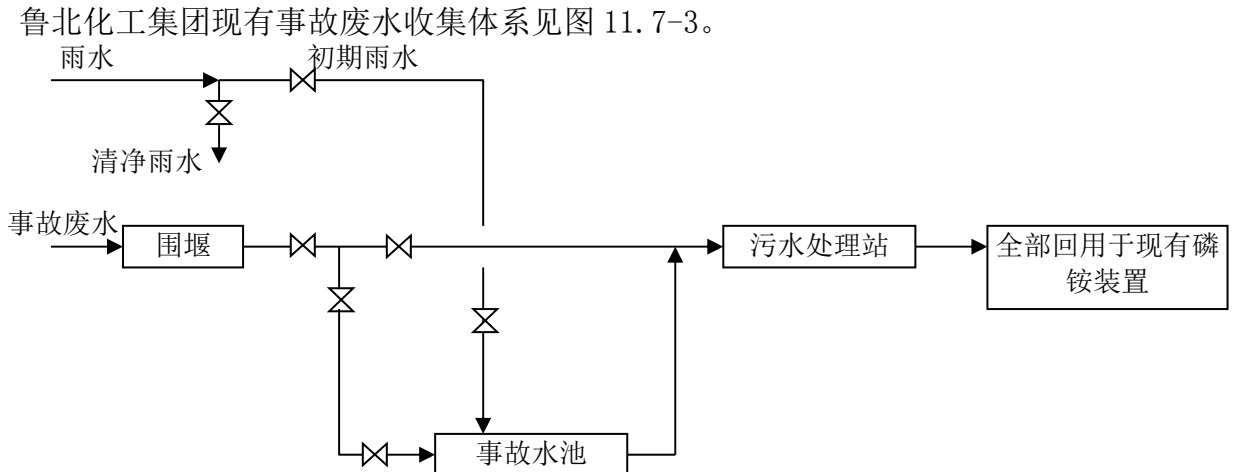 鲁北化工集团现有事故废水收集体系见图 11.7-3。
雨水
初期雨水
清净雨水
事故废水
围堰
污水处理站
全部回用于现有磷
铵装置
事故水池